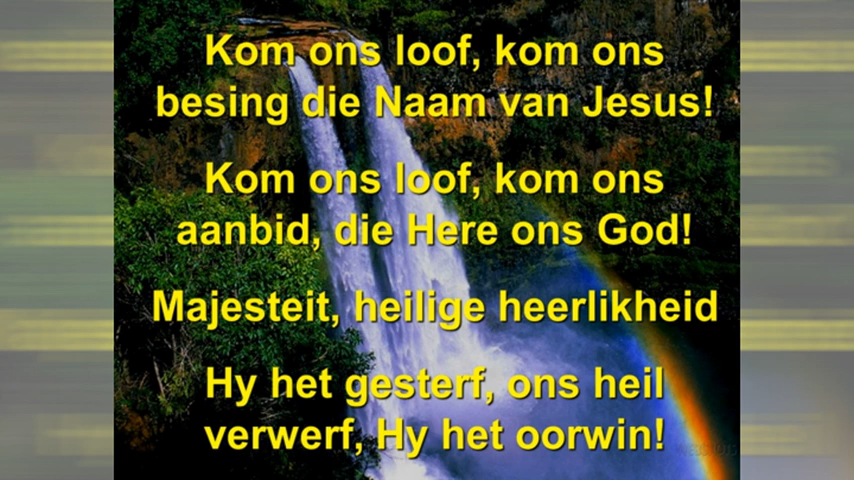 Kom ons loof, kom ons
besing die Naam van Jesus!
Kom ons loof, kom ons
aanbid, die Here ons God!
Majesteit, heilige heerlikheid
Hy het gesterf, ons heil
verwerf, Hy het oorwin!